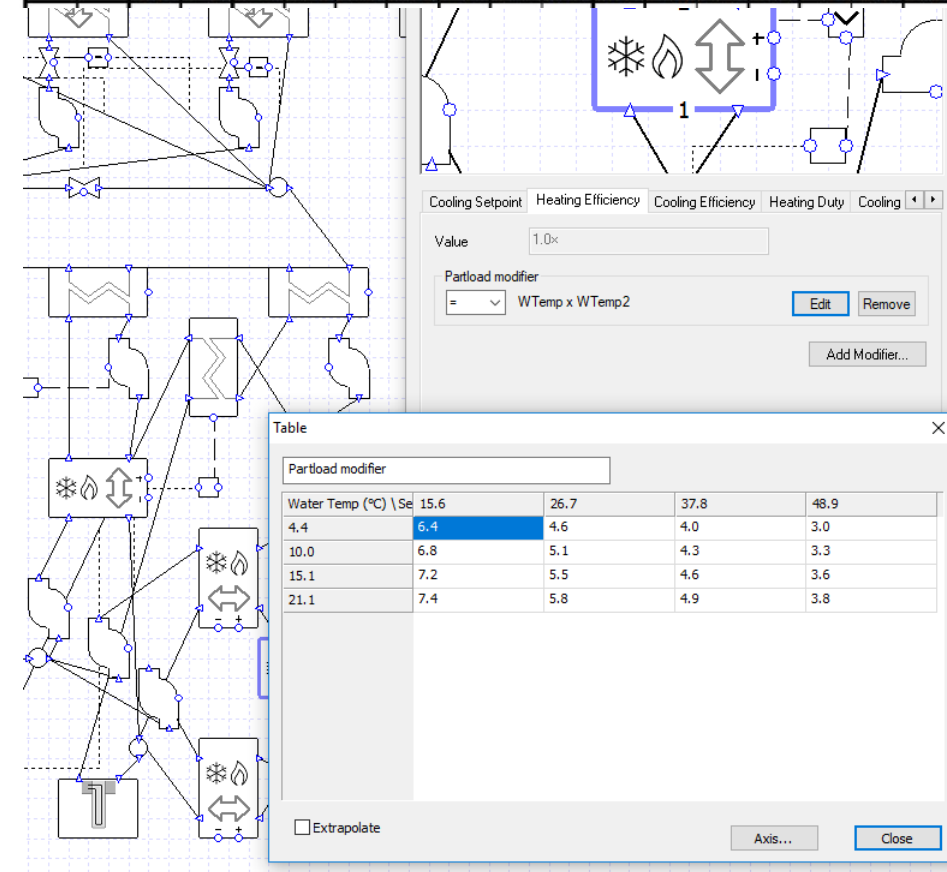 1
Cooling Setpoint Heating Efficiency Cooling Efficiency Heating Duty Cooling
Value 1.0×
Partload modifier
= WTemp x WTemp2 Edit Remove
Add Modifier...
Table
Partload modifier
Water Temp (°C) \ Se 15.6 26.7 37.8 48.9
4.4 6.4 4.6 4.0 3.0
10.0 6.8 5.1 4.3 3.3
15.1 7.2 5.5 4.6 3.6
21.1 7.4 5.8 4.9 3.8
Extrapolate
Axis... Close